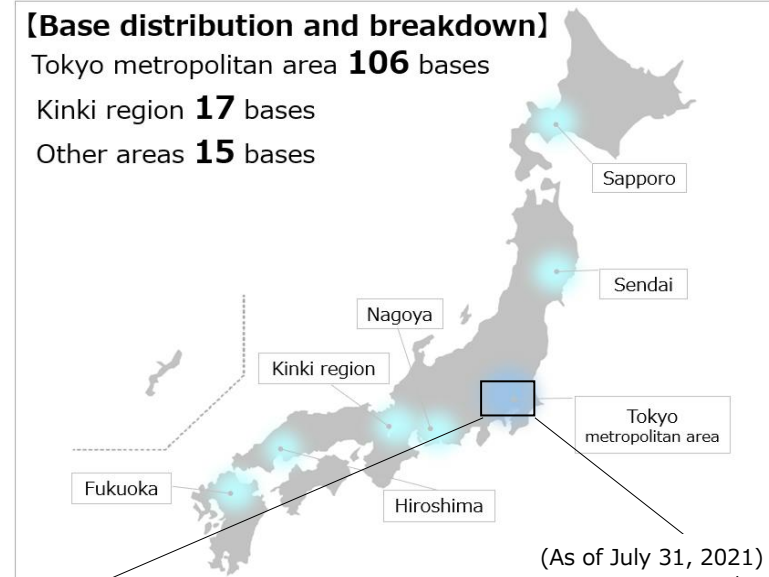 【Base distribution and breakdown】
Tokyo metropolitan area 106 bases
Kinki region 17 bases
Other areas 15 bases
Sapporo
Sendai
Nagoya
Kinki region
Tokyo
metropolitan area
Fukuoka
Hiroshima
(As of July 31, 2021)